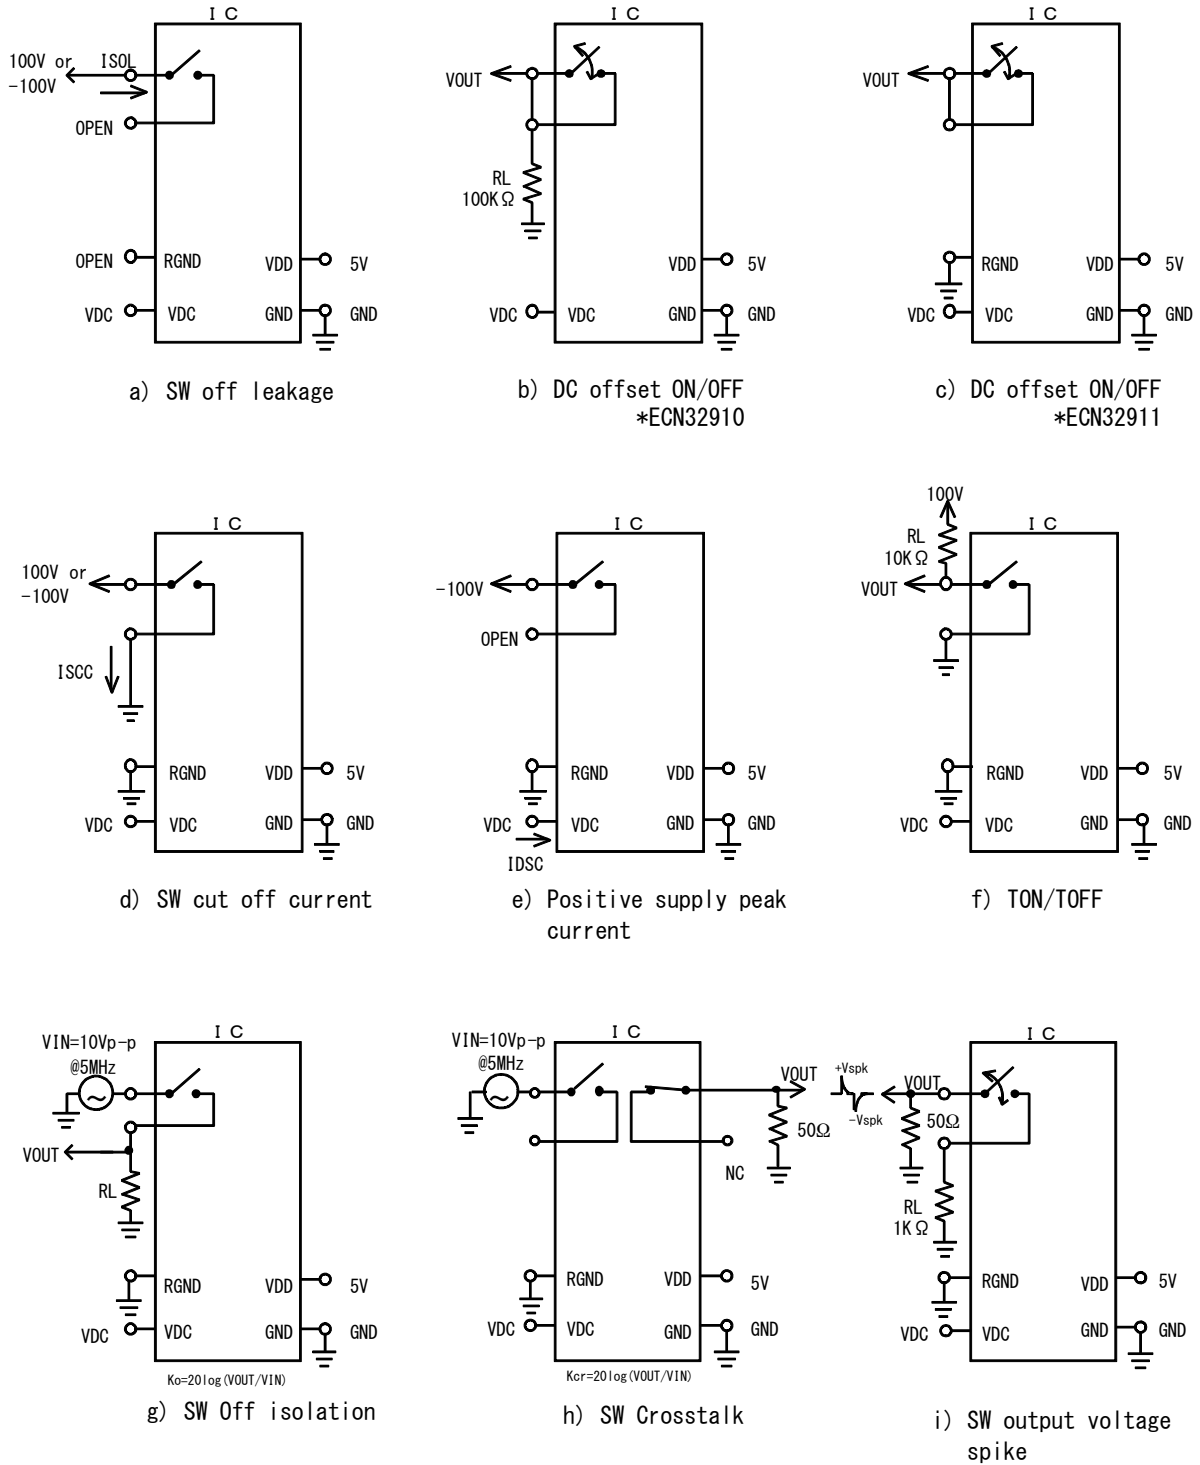 I C
100V or
-100V
ISOL
OPEN
OPEN
RGND
VDD
5V
VDC
VDC
GND
GND
a) SW off leakage
I C
VOUT
RL
100KΩ
VDD
5V
VDC
VDC
GND
GND
b) DC offset ON/OFF
*ECN32910
I C
VOUT
RGND
VDD
5V
VDC
VDC
GND
GND
c) DC offset ON/OFF
*ECN32911
I C
100V or
-100V
ISCC
RGND
VDD
5V
VDC
VDC
GND
GND
d) SW cut off current
I C
-100V
OPEN
RGND
VDD
5V
VDC
VDC
GND
GND
IDSC
e) Positive supply peak
current
100V
I C
RL
10KΩ
VOUT
RGND
VDD
5V
VDC
VDC
GND
GND
f) TON/TOFF
I C
VIN=10Vp-p
@5MHz
VOUT
RL
RGND
VDD
5V
VDC
VDC
GND
GND
Ko=20log(VOUT/VIN)
g) SW Off isolation
I C
VIN=10Vp-p
@5MHz
VOUT
50Ω
NC
RGND
VDD
5V
VDC
VDC
GND
GND
Kcr=20log(VOUT/VIN)
h) SW Crosstalk
I C
+Vspk
VOUT
-Vspk
50Ω
RL
1KΩ
RGND
VDD
5V
VDC
VDC
GND
GND
i) SW output voltage
spike